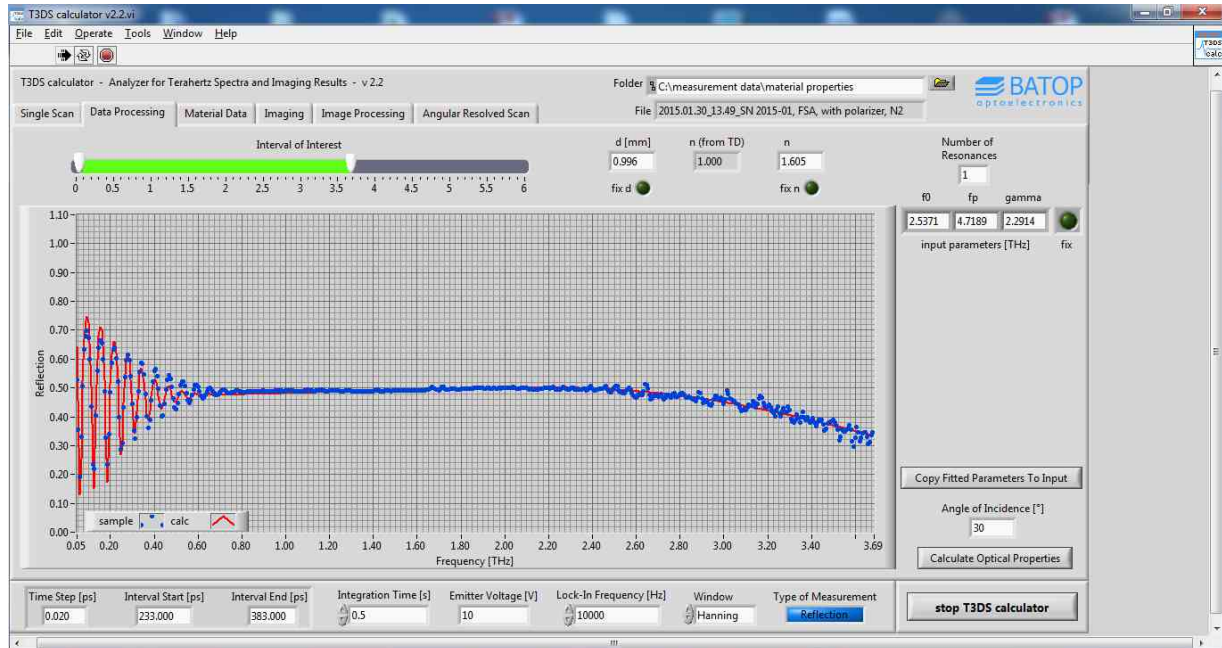 T3DS calculator v2.2.vi
File Edit Operate Tools Window Help
T3DS calculator - Analyzer for Terahertz Spectra and Imaging Results - v 2.2
Folder C:\measurement data\material properties
BATOP
optoelectronics
File 2015.01.30_13.49_SN 2015-01, FSA, with polarizer, N2
Single Scan Data Processing Material Data Imaging Image Processing Angular Resolved Scan
Interval of Interest
0 0.5 1 1.5 2 2.5 3 3.5 4 4.5 5 5.5 6
d [mm] n (from TD) n
0.996 1.000 1.605
fix d fix n
Number of
Resonances
1
f0 fp gamma
2.5371 4.7189 2.2914
input parameters [THz] fix
Reflection
1.10
1.00
0.90
0.80
0.70
0.60
0.50
0.40
0.30
0.20
0.10
0.00
sample calc
0.05 0.20 0.40 0.60 0.80 1.00 1.20 1.40 1.60 1.80 2.00 2.20 2.40 2.60 2.80 3.00 3.20 3.40 3.69
Frequency [THz]
Copy Fitted Parameters To Input
Angle of Incidence [°]
30
Calculate Optical Properties
Time Step [ps] Interval Start [ps] Interval End [ps] Integration Time [s] Emitter Voltage [V] Lock-In Frequency [Hz] Window Type of Measurement
0.020 233.000 383.000 0.5 10 10000 Hanning Reflection
stop T3DS calculator